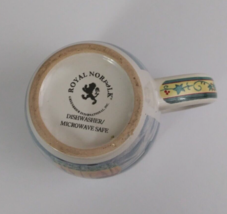 ROYAL NORFOLK®
DISHWASHER/
MICROWAVE SAFE